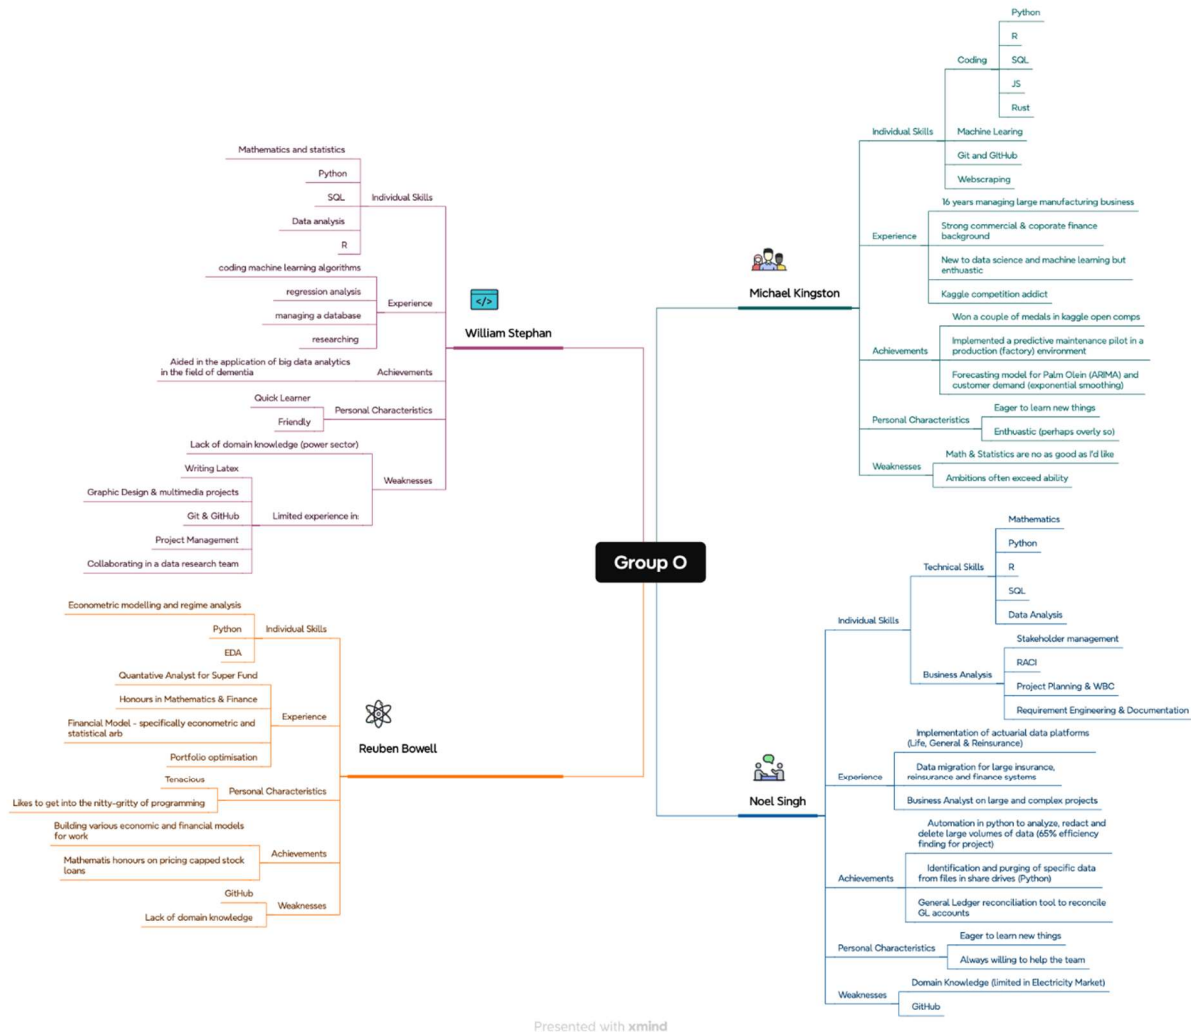 Group O
William Stephan
Individual Skills
Mathematics and statistics
Python
SQL
Data analysis
R
Experience
coding machine learning algorithms
regression analysis
managing a database
researching
Achievements
Aided in the application of big data analytics
in the field of dementia
Personal Characteristics
Quick Learner
Friendly
Weaknesses
Lack of domain knowledge (power sector)
Limited experience in:
Writing Latex
Graphic Design & multimedia projects
Git & GitHub
Project Management
Collaborating in a data research team
Reuben Bowell
Individual Skills
Econometric modelling and regime analysis
Python
EDA
Experience
Quantative Analyst for Super Fund
Honours in Mathematics & Finance
Financial Model - specifically econometric and
statistical arb
Portfolio optimisation
Personal Characteristics
Tenacious
Likes to get into the nitty-gritty of programming
Achievements
Building various economic and financial models
for work
Mathematis honours on pricing capped stock
loans
Weaknesses
GitHub
Lack of domain knowledge
Michael Kingston
Individual Skills
Coding
Python
R
SQL
JS
Rust
Machine Learing
Git and GItHub
Webscraping
Experience
16 years managing large manufacturing business
Strong commercial & coporate finance
background
New to data science and machine learning but
enthuastic
Kaggle competition addict
Achievements
Won a couple of medals in kaggle open comps
Implemented a predictive maintenance pilot in a
production (factory) environment
Forecasting model for Palm Olein (ARIMA) and
customer demand (exponential smoothing)
Personal Characteristics
Eager to learn new things
Enthuastic (perhaps overly so)
Weaknesses
Math & Statistics are no as good as I'd like
Ambitions often exceed ability
Noel Singh
Individual Skills
Technical Skills
Mathematics
Python
R
SQL
Data Analysis
Business Analysis
Stakeholder management
RACI
Project Planning & WBC
Requirement Engineering & Documentation
Experience
Implementation of actuarial data platforms
(Life, General & Reinsurance)
Data migration for large insurance,
reinsurance and finance systems
Business Analyst on large and complex projects
Achievements
Automation in python to analyze, redact and
delete large volumes of data (65% efficiency
finding for project)
Identification and purging of specific data
from files in share drives (Python)
General Ledger reconciliation tool to reconcile
GL accounts
Personal Characteristics
Eager to learn new things
Always willing to help the team
Weaknesses
Domain Knowledge (limited in Electricity Market)
GitHub
Presented with xmind